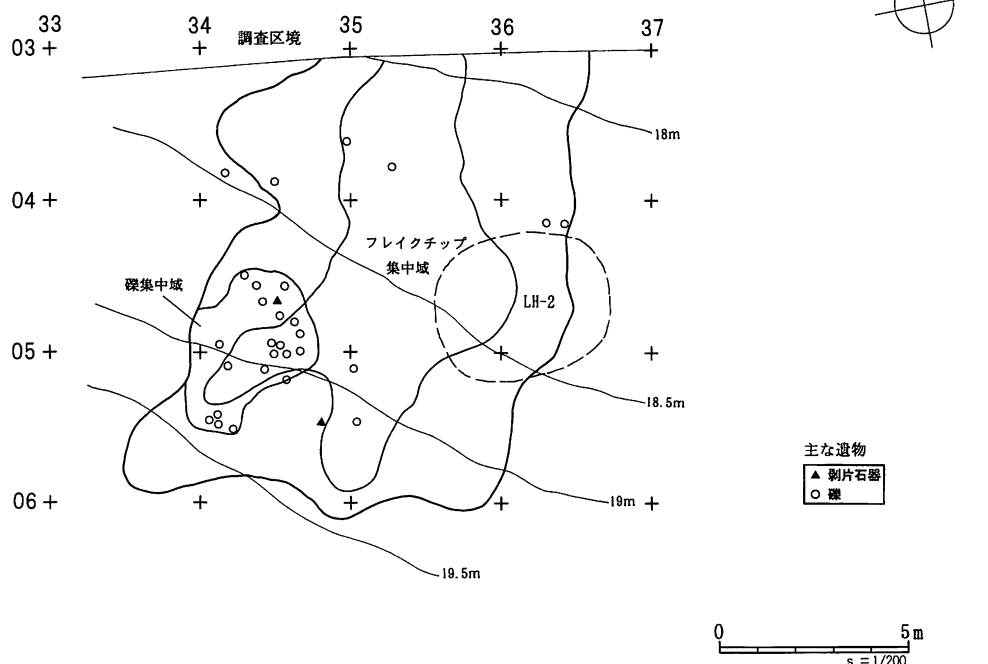 33 34 35 36 37
調査区境
03
18m
04
フレイクチップ
集中域
礫集中域
LH-2
05
18.5m
主な遺物
▲ 剥片石器
○ 礫
06
19m
19.5m
0 5m
s = 1/200